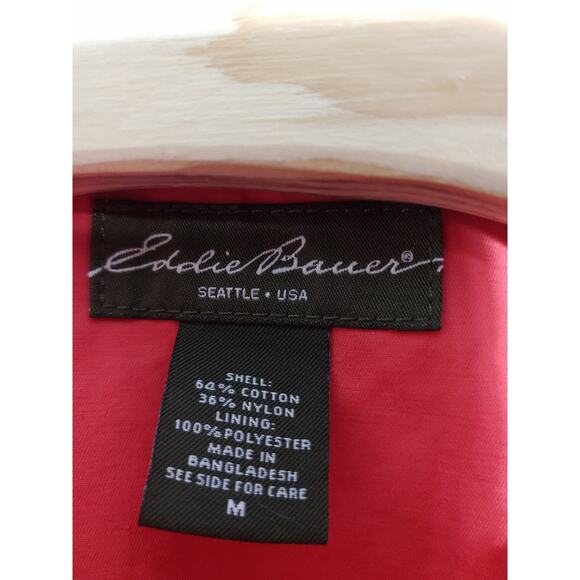 Eddie Bauer®
SEATTLE • USA
SHELL:
64% COTTON
36% NYLON
LINING:
100% POLYESTER
MADE IN
BANGLADESH
SEE SIDE FOR CARE
M